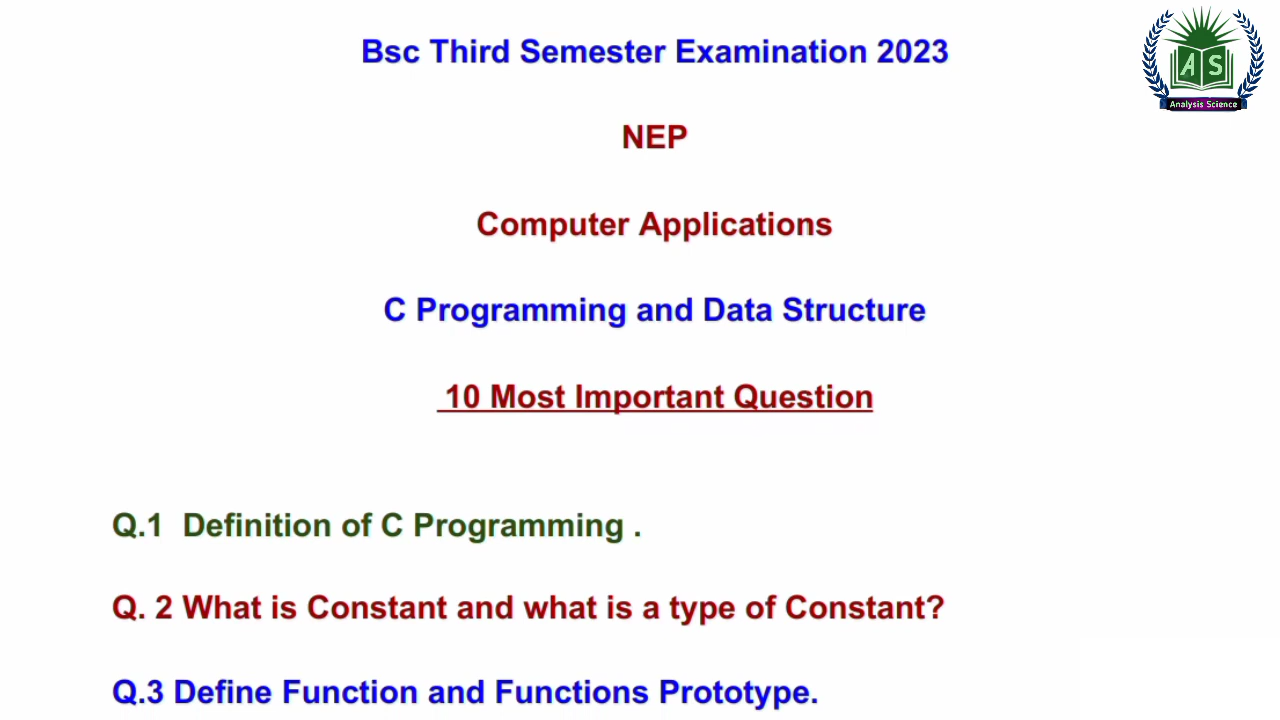 Bsc Third Semester Examination 2023
A S
Analysis Science
NEP
Computer Applications
C Programming and Data Structure
10 Most Important Question
Q.1 Definition of C Programming .
Q. 2 What is Constant and what is a type of Constant?
Q.3 Define Function and Functions Prototype.